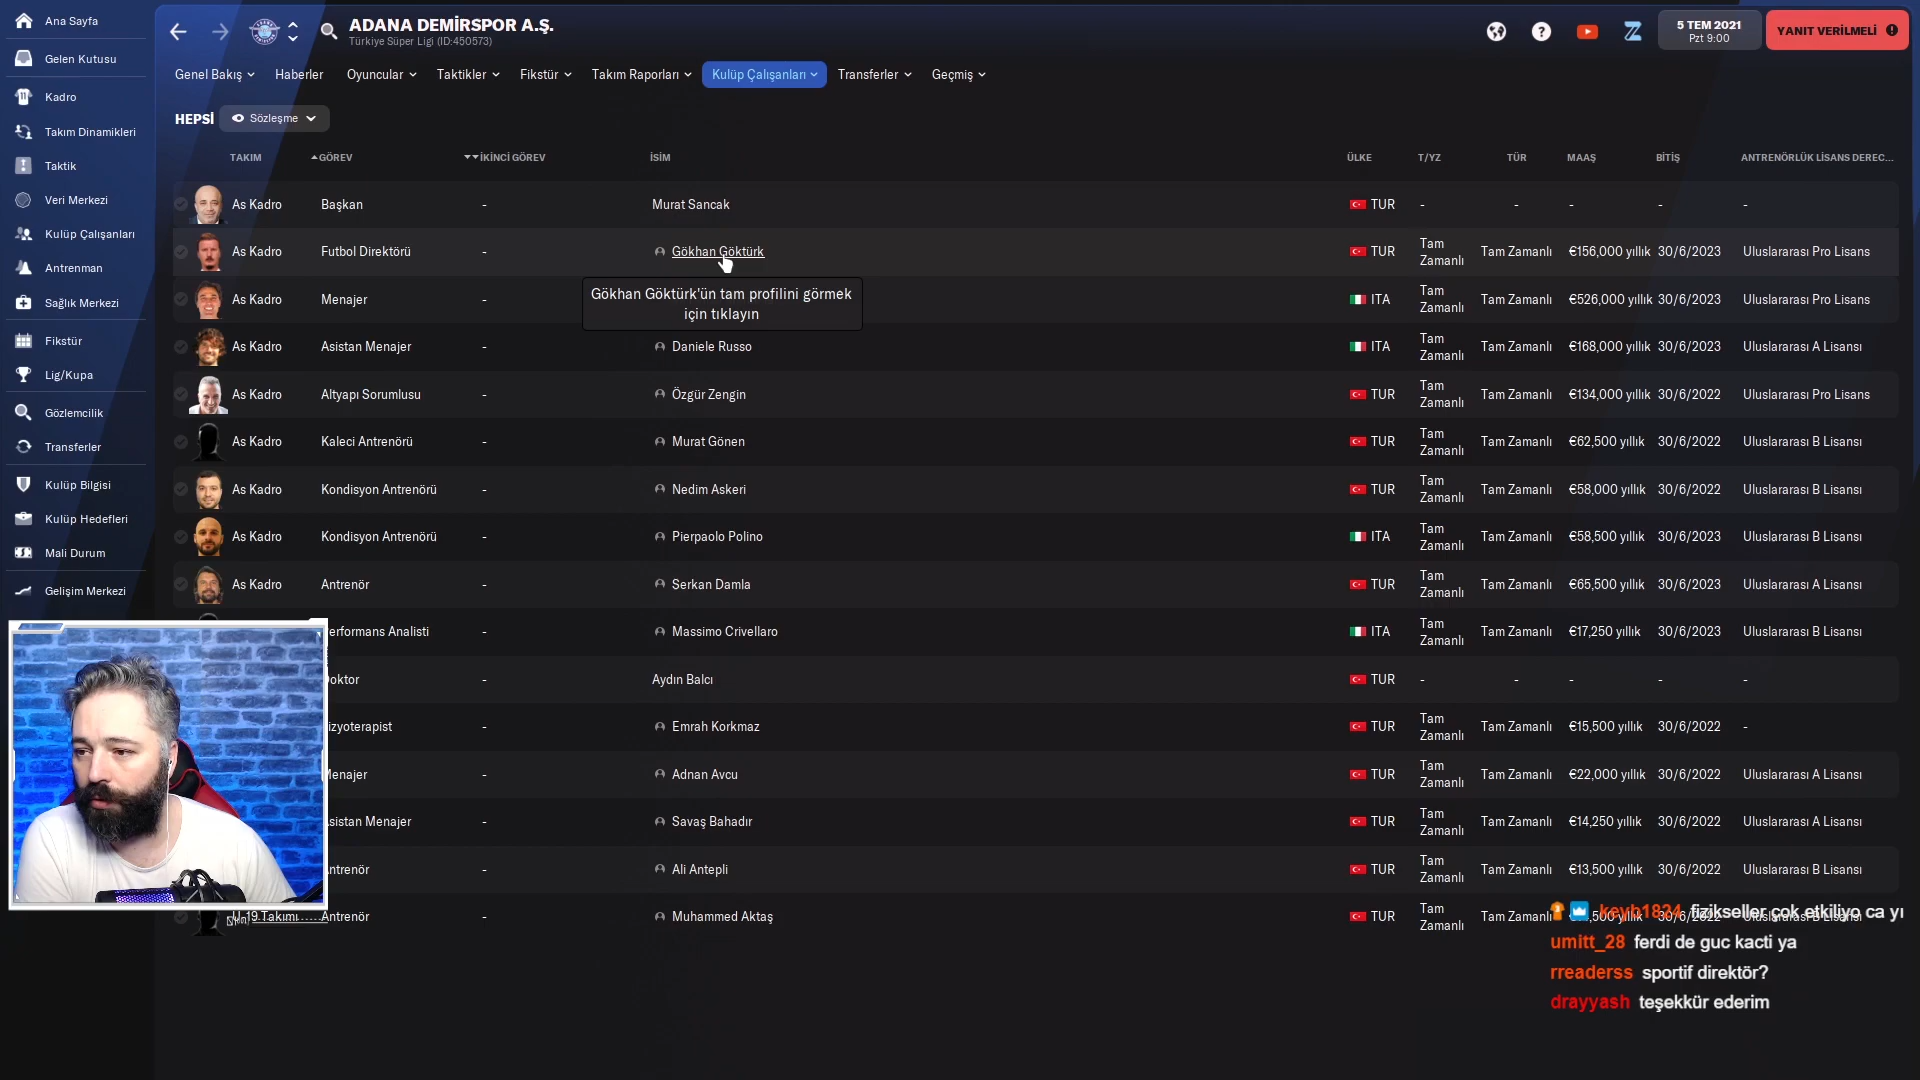 Ana Sayfa
Gelen Kutusu
Kadro
Takım Dinamikleri
Taktik
Veri Merkezi
Kulüp Çalışanları
Antrenman
Sağlık Merkezi
Fikstür
Lig/Kupa
Gözlemcilik
Transferler
Kulüp Bilgisi
Kulüp Hedefleri
Mali Durum
Gelişim Merkezi
ADANA DEMİRSPOR A.Ş.
Türkiye Süper Ligi (ID:450573)
5 TEM 2021
Pzt 9:00
YANIT VERİLMELİ
Genel Bakış Haberler Oyuncular Taktikler Fikstür Takım Raporları Kulüp Çalışanları Transferler Geçmiş
HEPSİ Sözleşme
TAKIM GÖREV İKİNCİ GÖREV İSİM ÜLKE T/YZ TÜR MAAŞ BİTİŞ ANTRENÖRLÜK LİSANS DEREC...
As Kadro Başkan - Murat Sancak TUR - - - - -
As Kadro Futbol Direktörü - Gökhan Göktürk TUR Tam Zamanlı Tam Zamanlı €156,000 yıllık 30/6/2023 Uluslararası Pro Lisans
Gökhan Göktürk'ün tam profilini görmek
için tıklayın
As Kadro Menajer - ITA Tam Zamanlı Tam Zamanlı €526,000 yıllık 30/6/2023 Uluslararası Pro Lisans
As Kadro Asistan Menajer - Daniele Russo ITA Tam Zamanlı Tam Zamanlı €168,000 yıllık 30/6/2023 Uluslararası A Lisansı
As Kadro Altyapı Sorumlusu - Özgür Zengin TUR Tam Zamanlı Tam Zamanlı €134,000 yıllık 30/6/2022 Uluslararası Pro Lisans
As Kadro Kaleci Antrenörü - Murat Gönen TUR Tam Zamanlı Tam Zamanlı €62,500 yıllık 30/6/2022 Uluslararası B Lisansı
As Kadro Kondisyon Antrenörü - Nedim Askeri TUR Tam Zamanlı Tam Zamanlı €58,000 yıllık 30/6/2022 Uluslararası B Lisansı
As Kadro Kondisyon Antrenörü - Pierpaolo Polino ITA Tam Zamanlı Tam Zamanlı €58,500 yıllık 30/6/2023 Uluslararası B Lisansı
As Kadro Antrenör - Serkan Damla TUR Tam Zamanlı Tam Zamanlı €65,500 yıllık 30/6/2023 Uluslararası A Lisansı
erformans Analisti - Massimo Crivellaro ITA Tam Zamanlı Tam Zamanlı €17,250 yıllık 30/6/2023 Uluslararası B Lisansı
oktor - Aydın Balcı TUR - - - - -
izyoterapist - Emrah Korkmaz TUR Tam Zamanlı Tam Zamanlı €15,500 yıllık 30/6/2022 -
Menajer - Adnan Avcu TUR Tam Zamanlı Tam Zamanlı €22,000 yıllık 30/6/2022 Uluslararası A Lisansı
sistan Menajer - Savaş Bahadır TUR Tam Zamanlı Tam Zamanlı €14,250 yıllık 30/6/2022 Uluslararası A Lisansı
ntrenör - Ali Antepli TUR Tam Zamanlı Tam Zamanlı €13,500 yıllık 30/6/2022 Uluslararası B Lisansı
U-19 Takımı Antrenör - Muhammed Aktaş TUR Tam Zamanlı Tam Zamanlı
fizikseller çok etkiliyo ca yı
umitt_28 ferdi de guc kacti ya
rreaderss sportif direktör?
drayyash teşekkür ederim